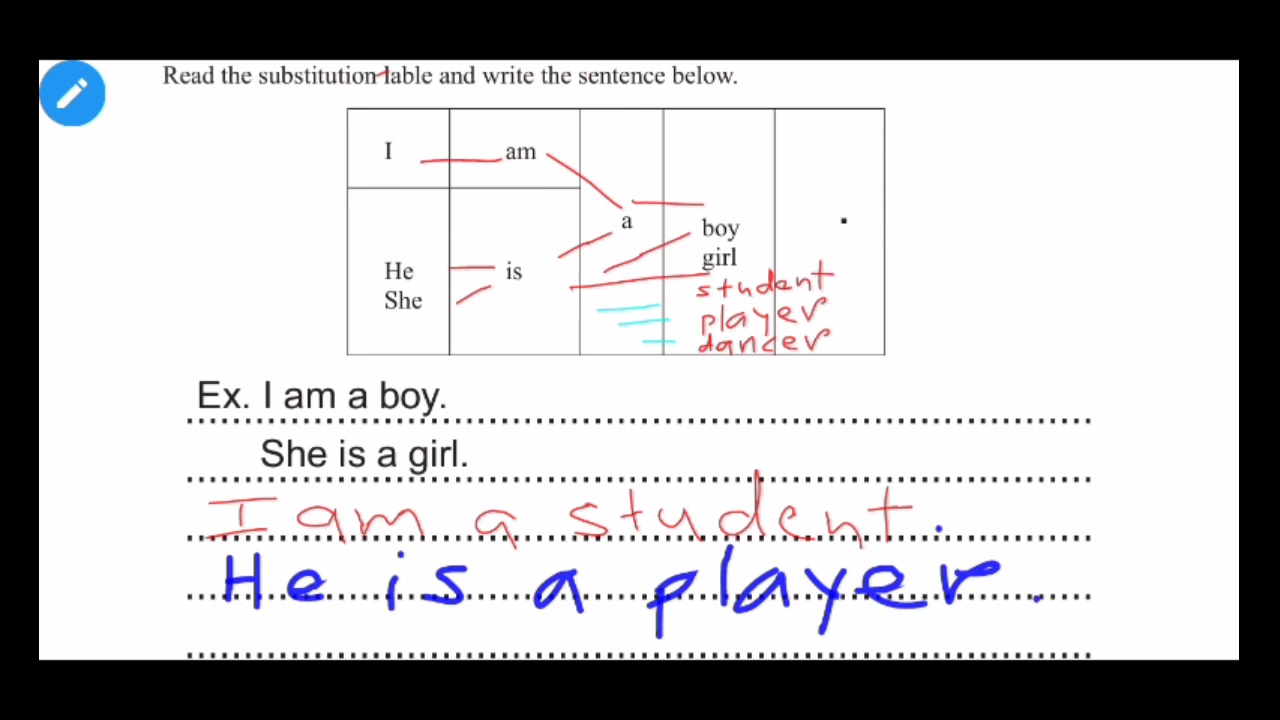 Read the substitution lable and write the sentence below.
I am
a
boy .
He is girl
She student
player
dancer
Ex. I am a boy.
She is a girl.
I am a student.
He is a player.